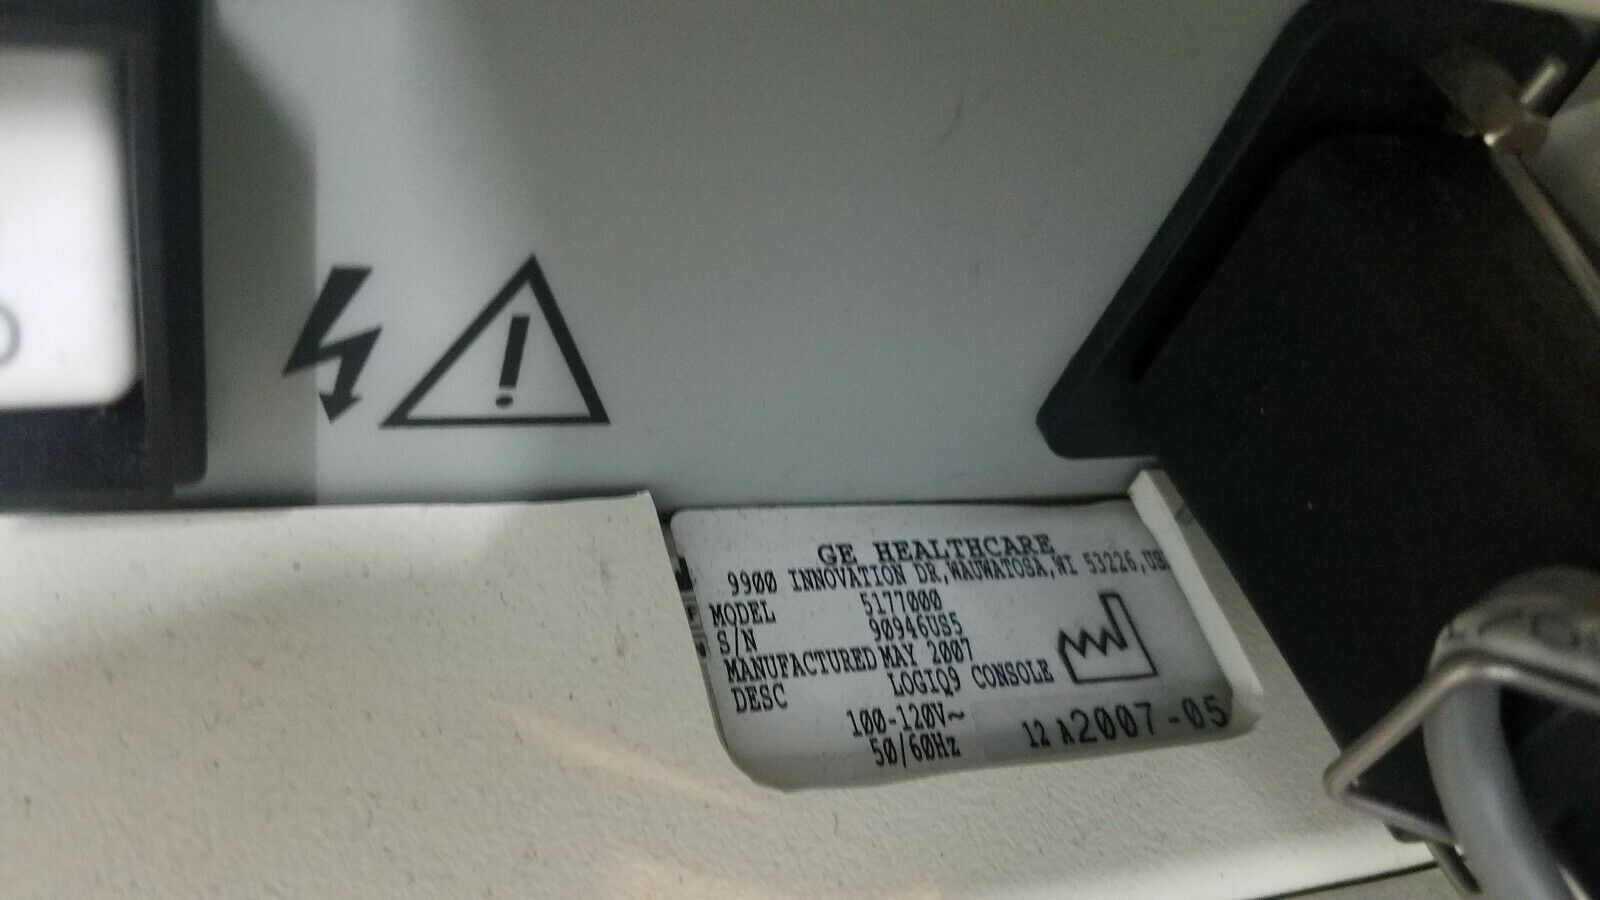 GE HEALTHCARE
9900 INNOVATION DR,WAUWATOSA,WI 53226,US
MODEL 5177000
S/N 90946US5
MANUFACTURED MAY 2007
DESC LOGIQ9 CONSOLE
100-120V~
50/60Hz
12 A 2007-05